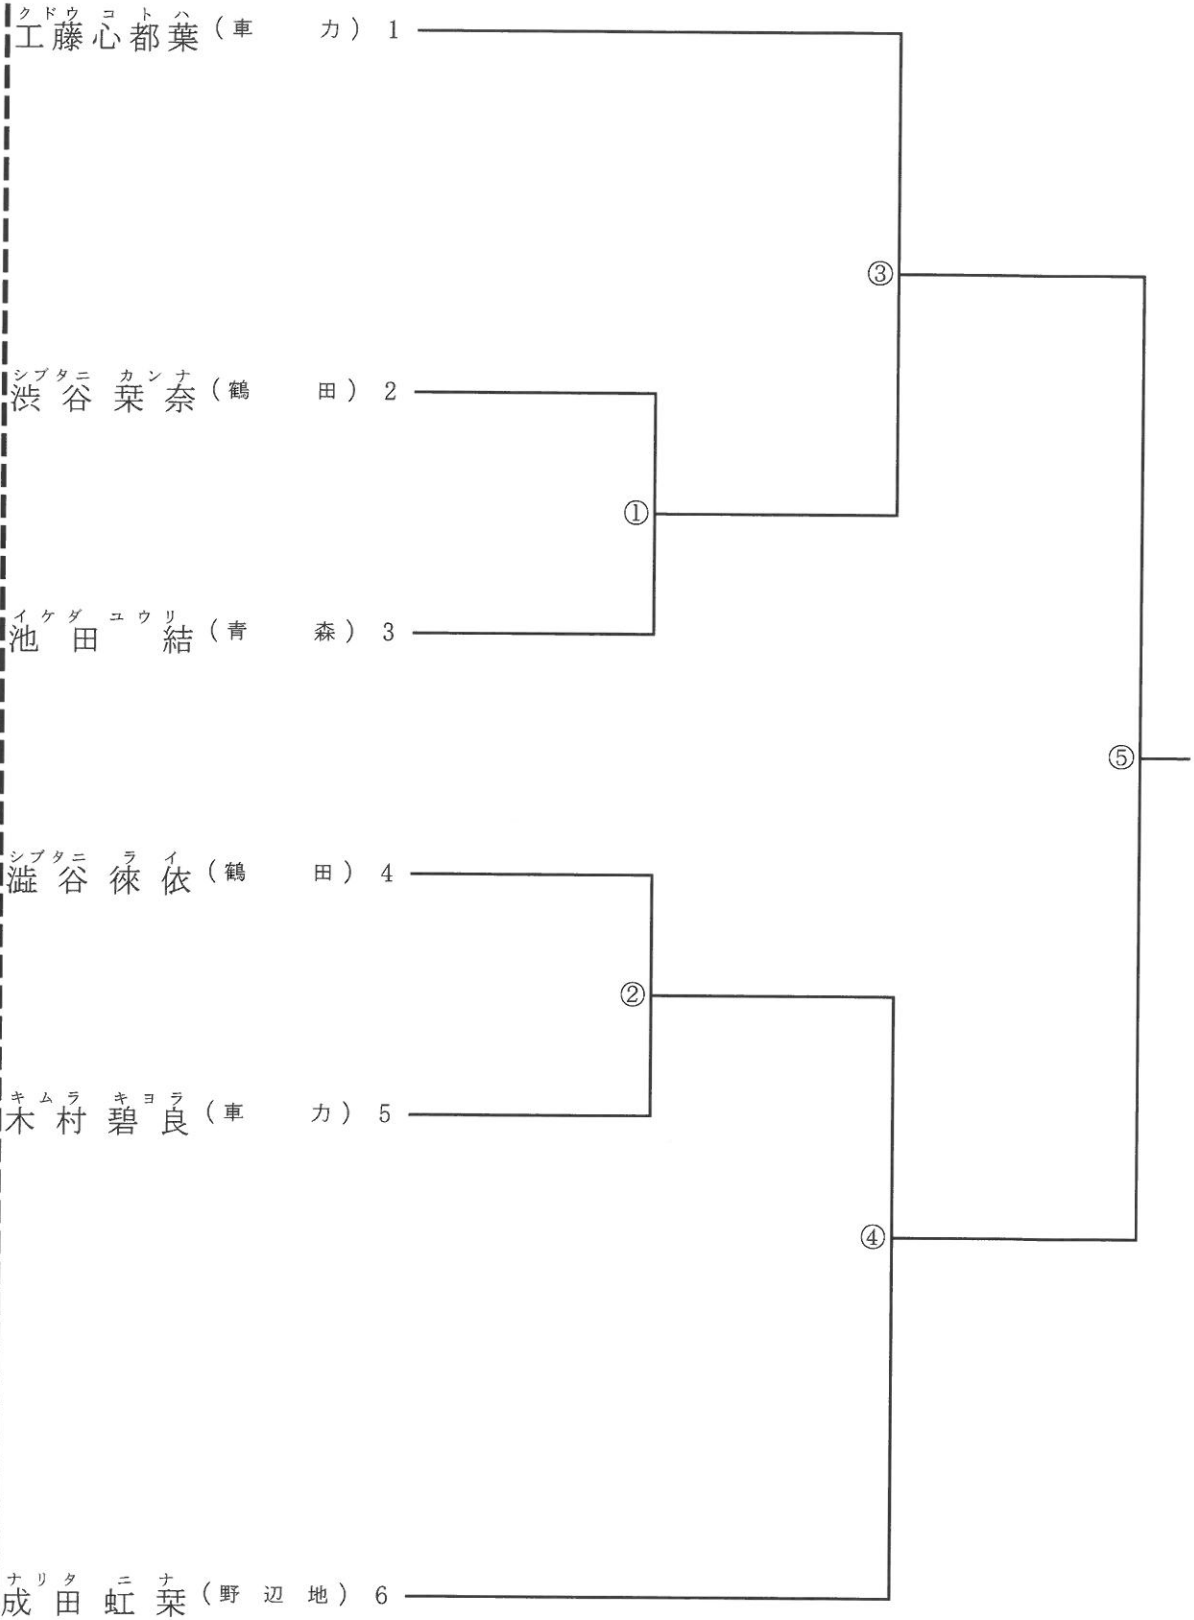 クドウ コトハ
工藤心都葉 (車 力) 1
③
シブタニ カンナ
渋谷栞奈 (鶴 田) 2
①
イケダ ユウリ
池田 結 (青 森) 3
⑤
シブタニ ライ
澁谷徠依 (鶴 田) 4
②
キムラ キヨラ
木村碧良 (車 力) 5
④
ナリタ ニナ
成田虹栞 (野辺地) 6